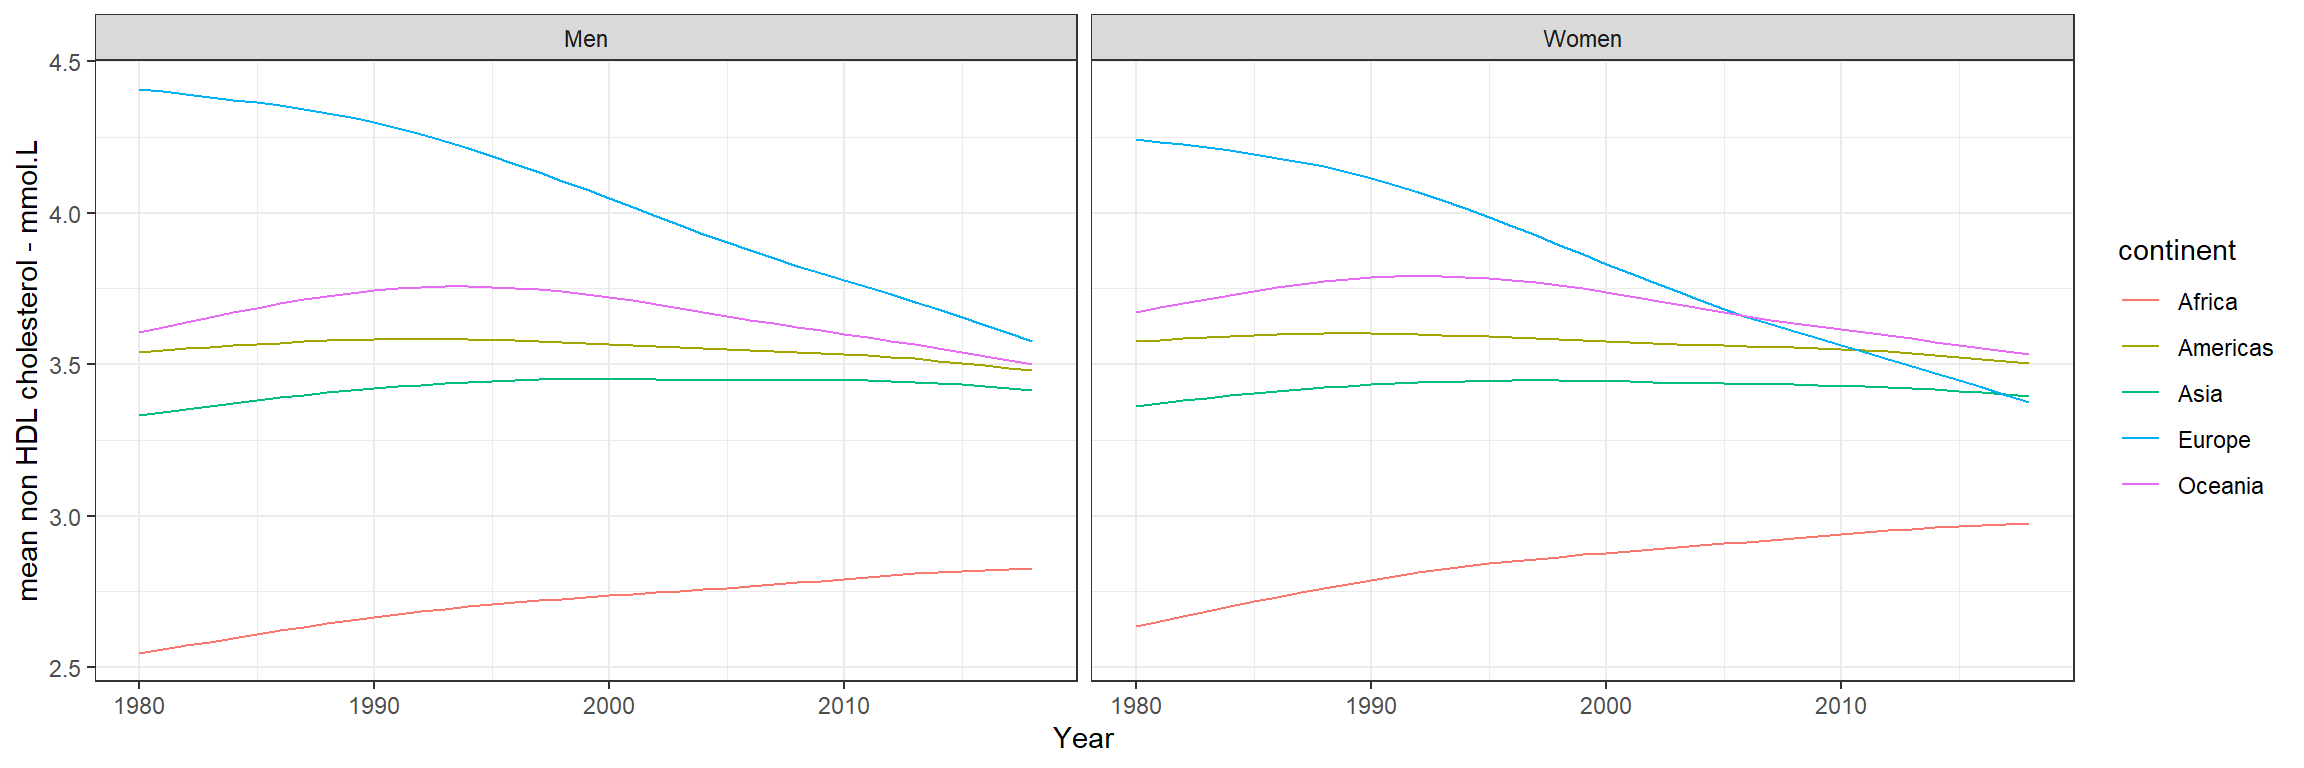 Men
Women
4.5
4.0
3.5
3.0
2.5
mean non HDL cholesterol - mmol.L
1980
1990
2000
2010
1980
1990
2000
2010
Year
continent
Africa
Americas
Asia
Europe
Oceania